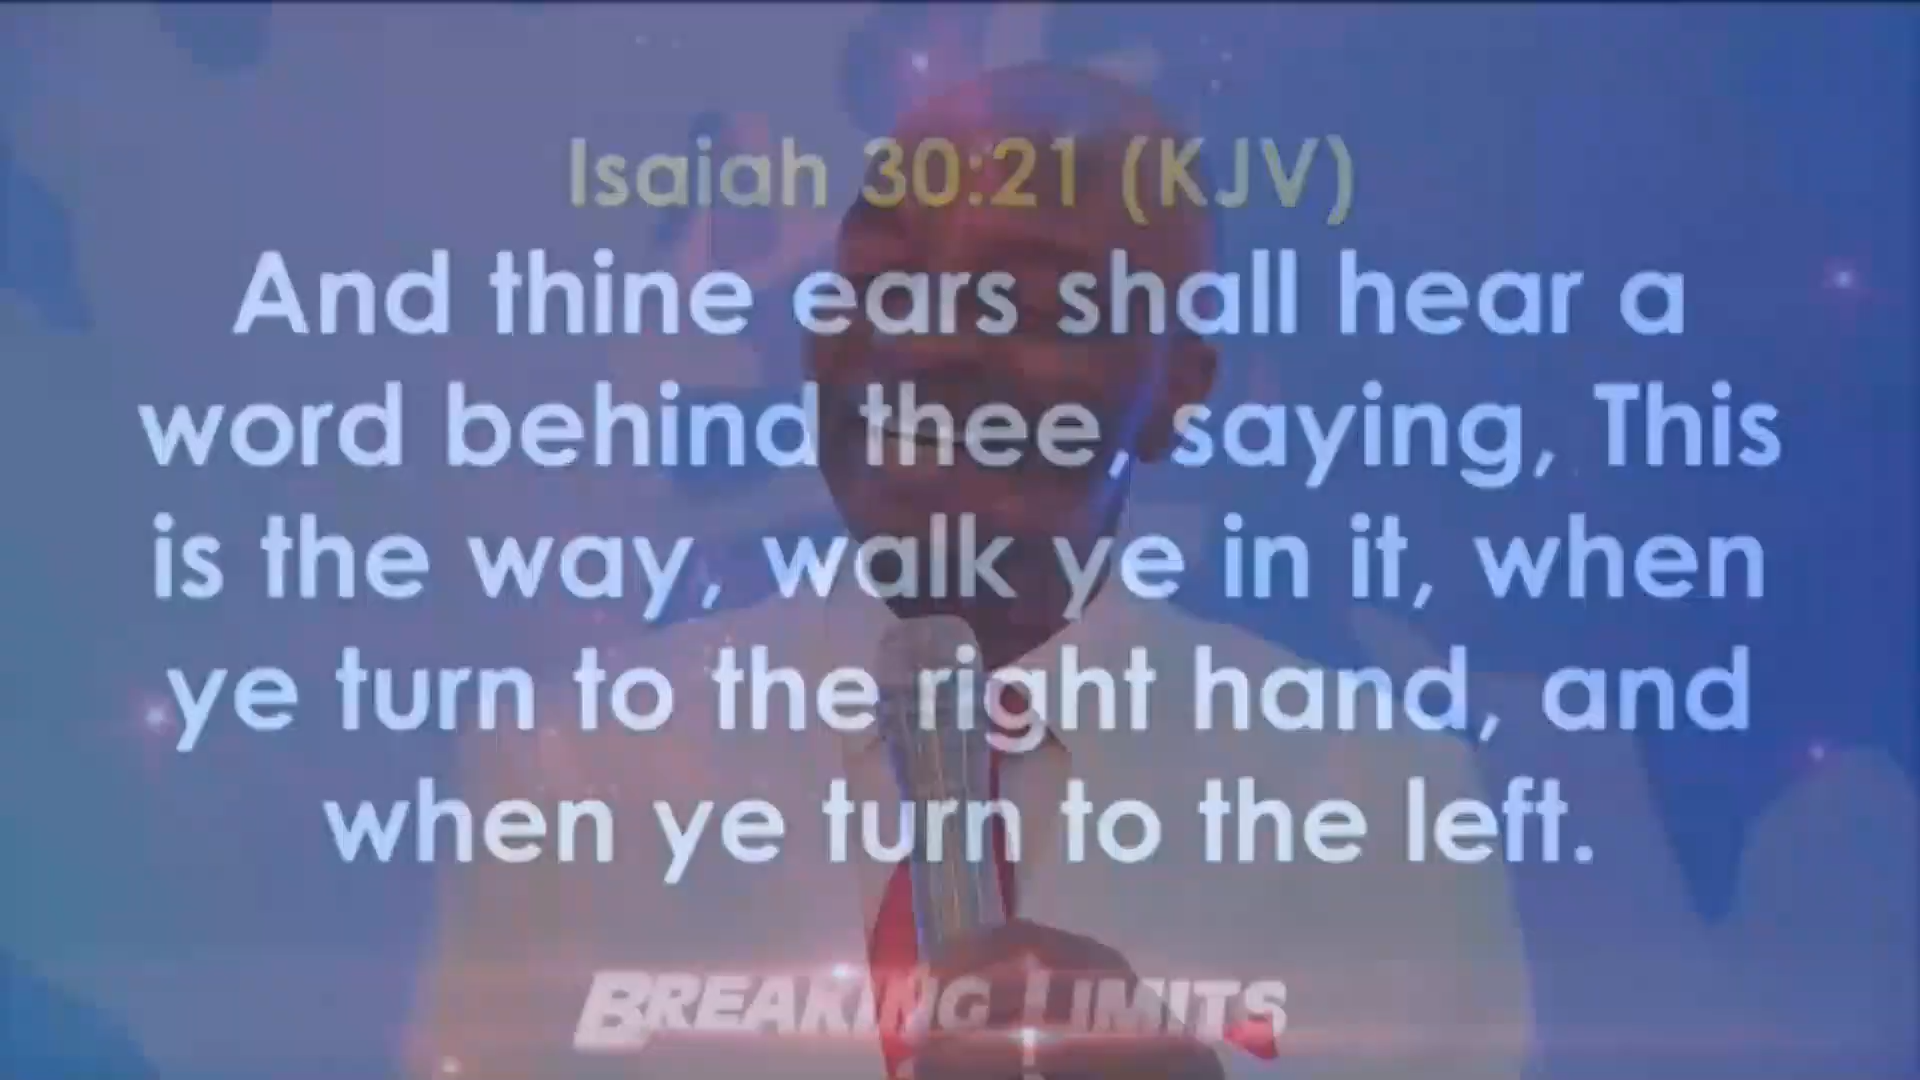 Isaiah 30:21 (KJV)
And thine ears shall hear a
word behind thee, saying, This
is the way, walk ye in it, when
ye turn to the right hand, and
when ye turn to the left.
BREAKING LIMITS